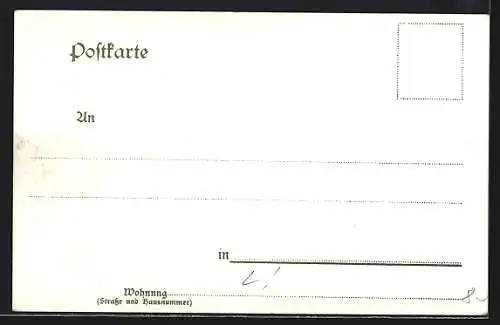 Postkarte
An
in
Wohnung
(Straße und Hausnummer)